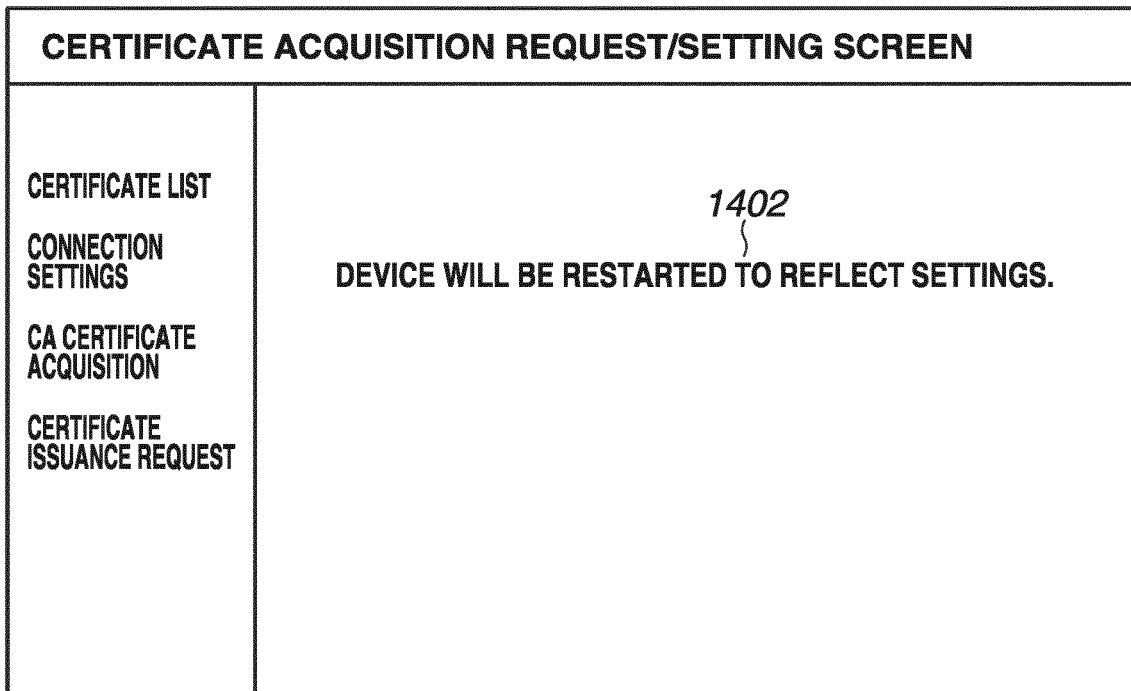 CERTIFICATE ACQUISITION REQUEST/SETTING SCREEN
CERTIFICATE LIST
CONNECTION
SETTINGS
CA CERTIFICATE
ACQUISITION
CERTIFICATE
ISSUANCE REQUEST
1402
DEVICE WILL BE RESTARTED TO REFLECT SETTINGS.